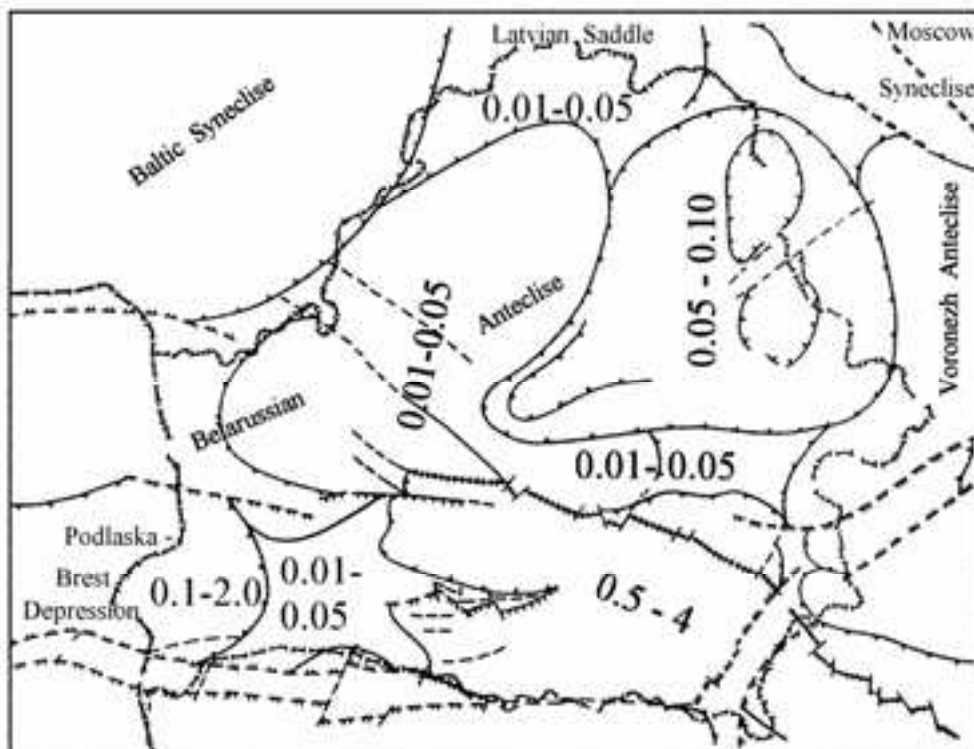 Latvian Saddle
Moscow
Syneclise
0.01-0.05
Baltic Syneclise
0.05 - 0.10
Voronezh Anteclise
Anteclise
0.01-0.05
Belarussian
0.01-0.05
Podlaska -
Brest
Depression
0.1-2.0
0.01-
0.05
0.5 - 4